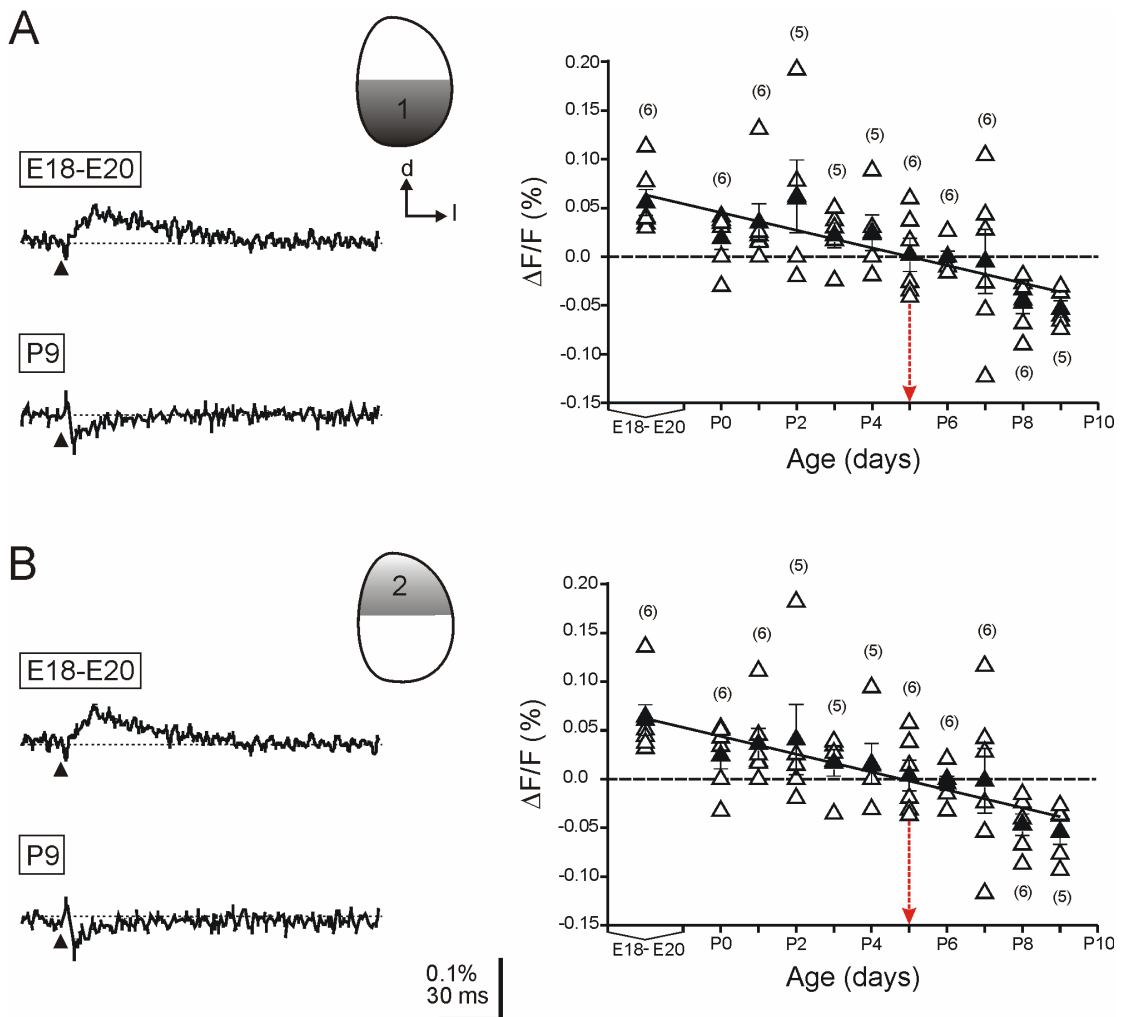 A
1
d
l
E18-E20
P9
ΔF/F (%)
0.20
0.15
0.10
0.05
0.0
-0.05
-0.10
-0.15
(6)
(6)
(6)
(5)
(5)
(5)
(6)
(6)
(6)
(6)
(5)
E18-E20
P0
P2
P4
P6
P8
P10
Age (days)
B
2
E18-E20
P9
0.1%
30 ms
ΔF/F (%)
0.20
0.15
0.10
0.05
0.0
-0.05
-0.10
-0.15
(6)
(6)
(6)
(5)
(5)
(5)
(6)
(6)
(6)
(6)
(5)
E18-E20
P0
P2
P4
P6
P8
P10
Age (days)